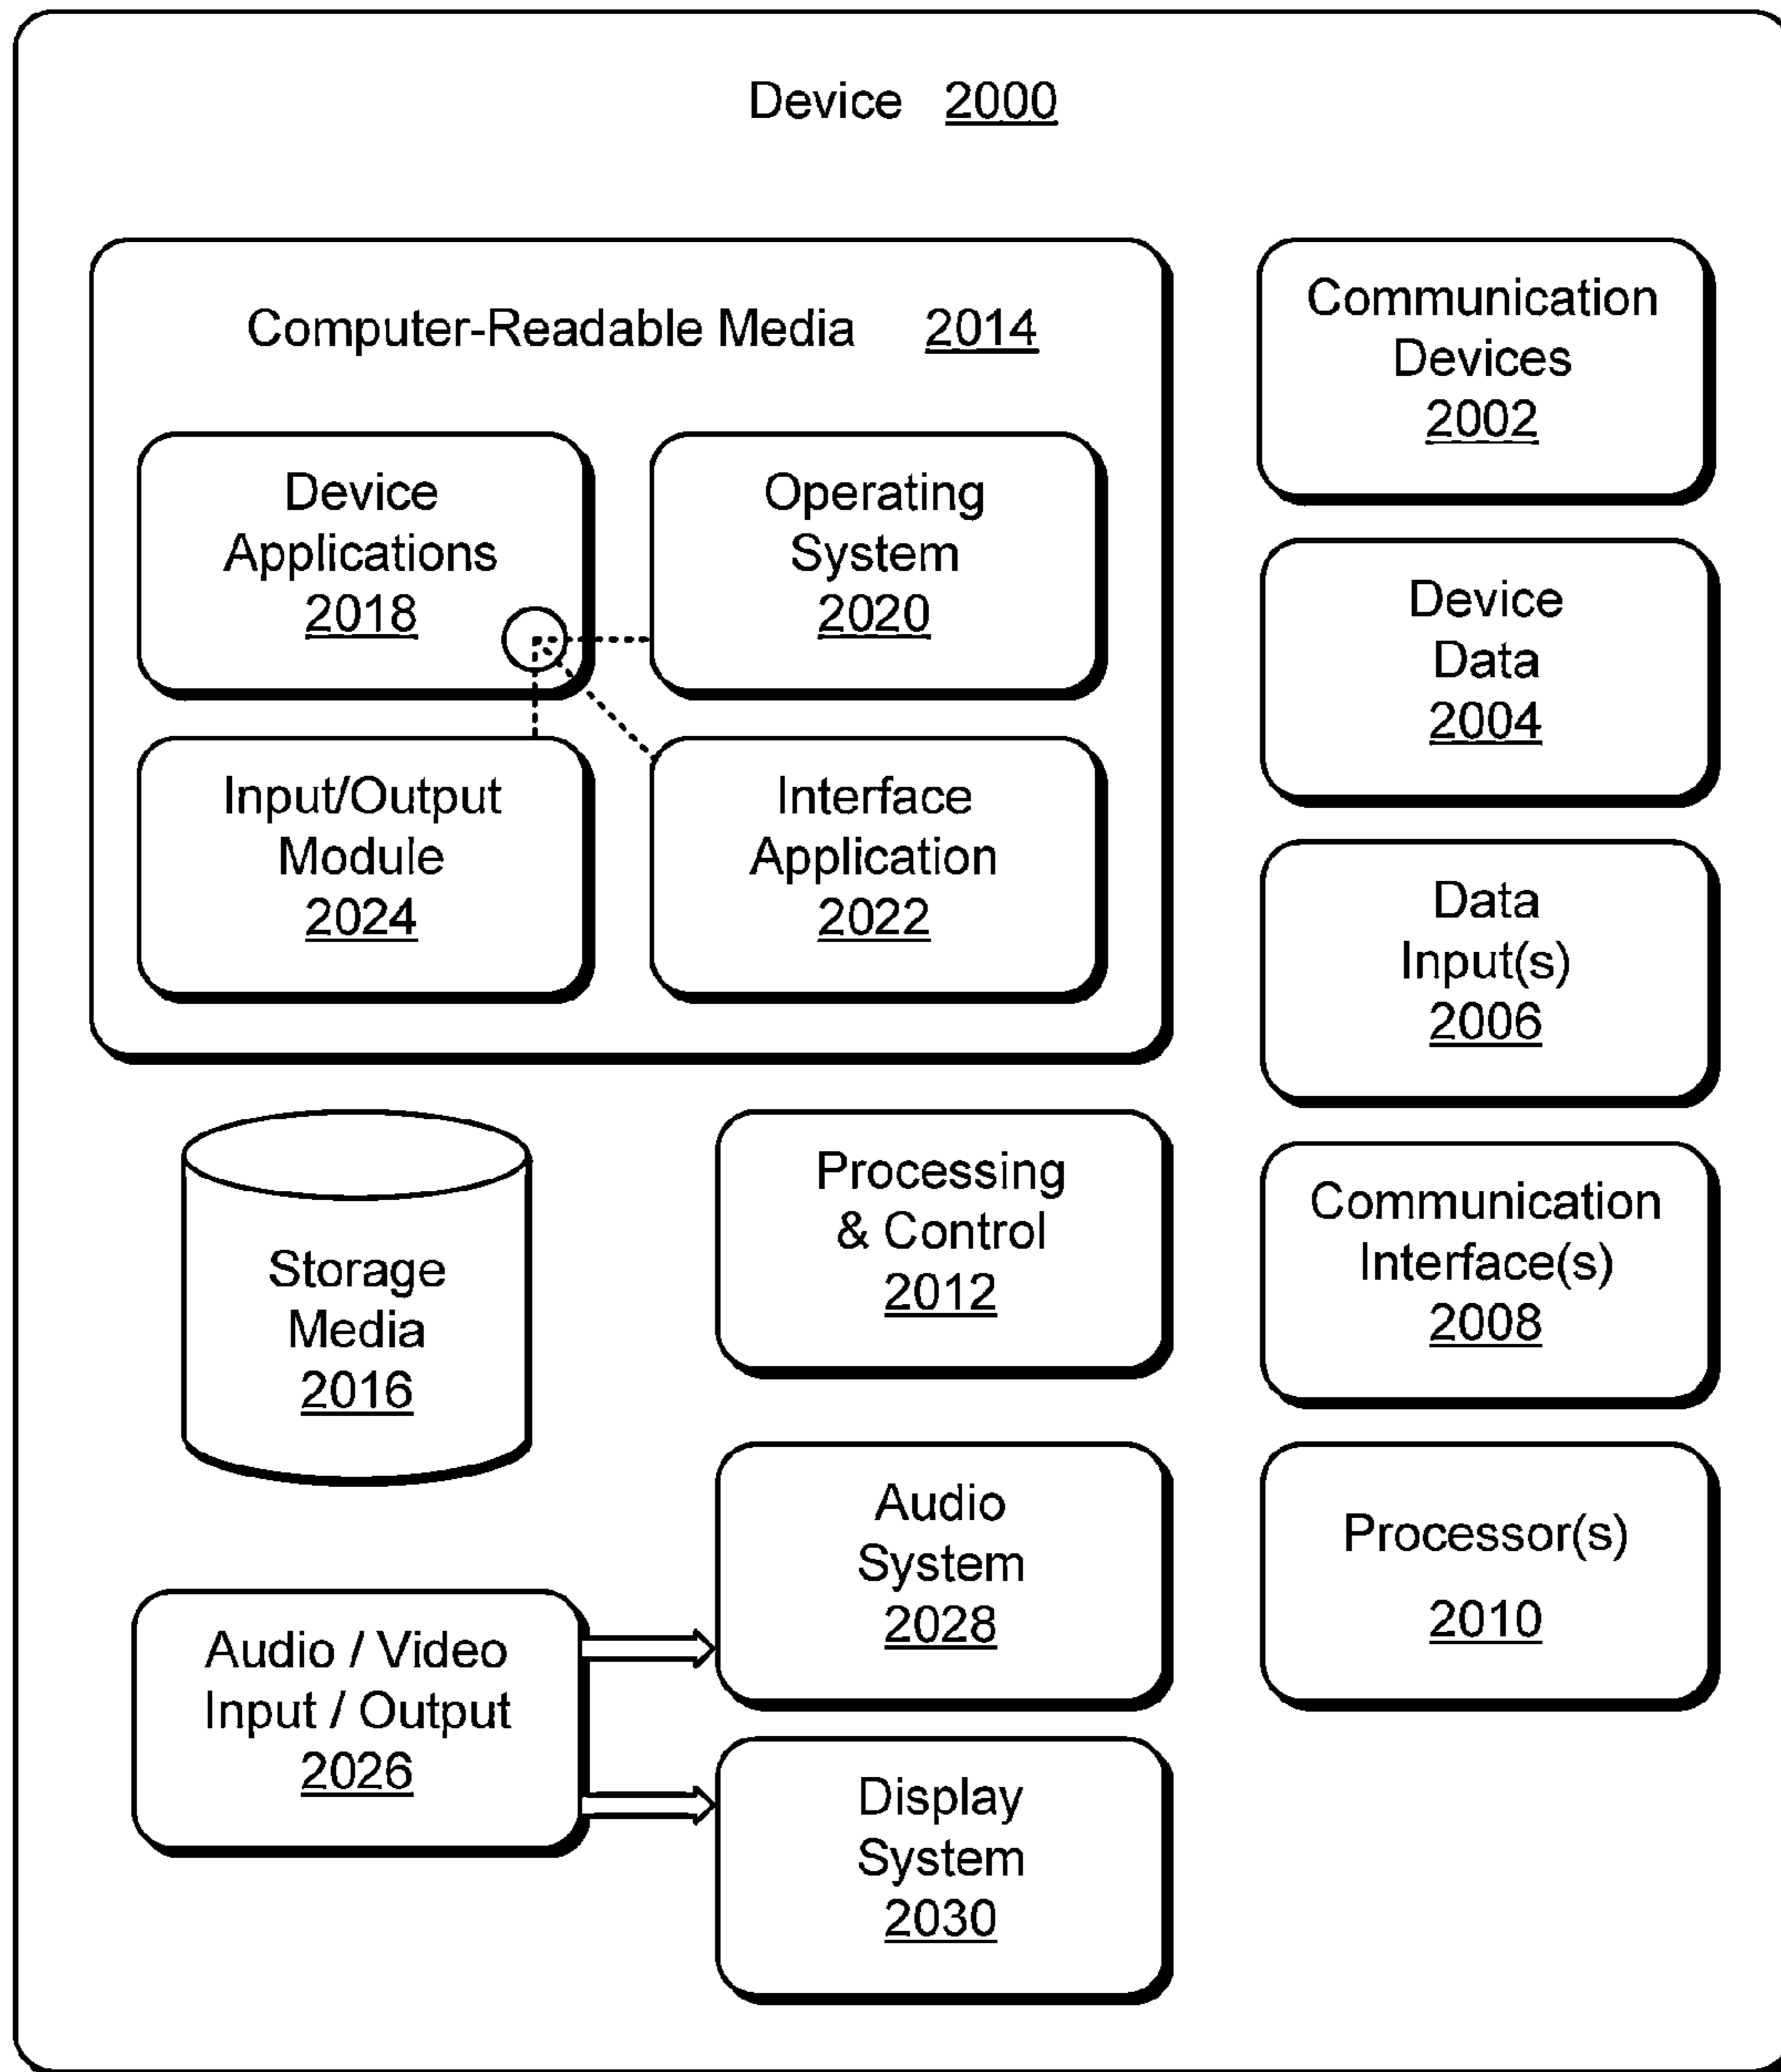 Device 2000
Computer-Readable Media 2014
Device
Applications
2018
Operating
System
2020
Input/Output
Module
2024
Interface
Application
2022
Communication
Devices
2002
Device
Data
2004
Data
Input(s)
2006
Communication
Interface(s)
2008
Processor(s)
2010
Storage
Media
2016
Processing
& Control
2012
Audio / Video
Input / Output
2026
Audio
System
2028
Display
System
2030